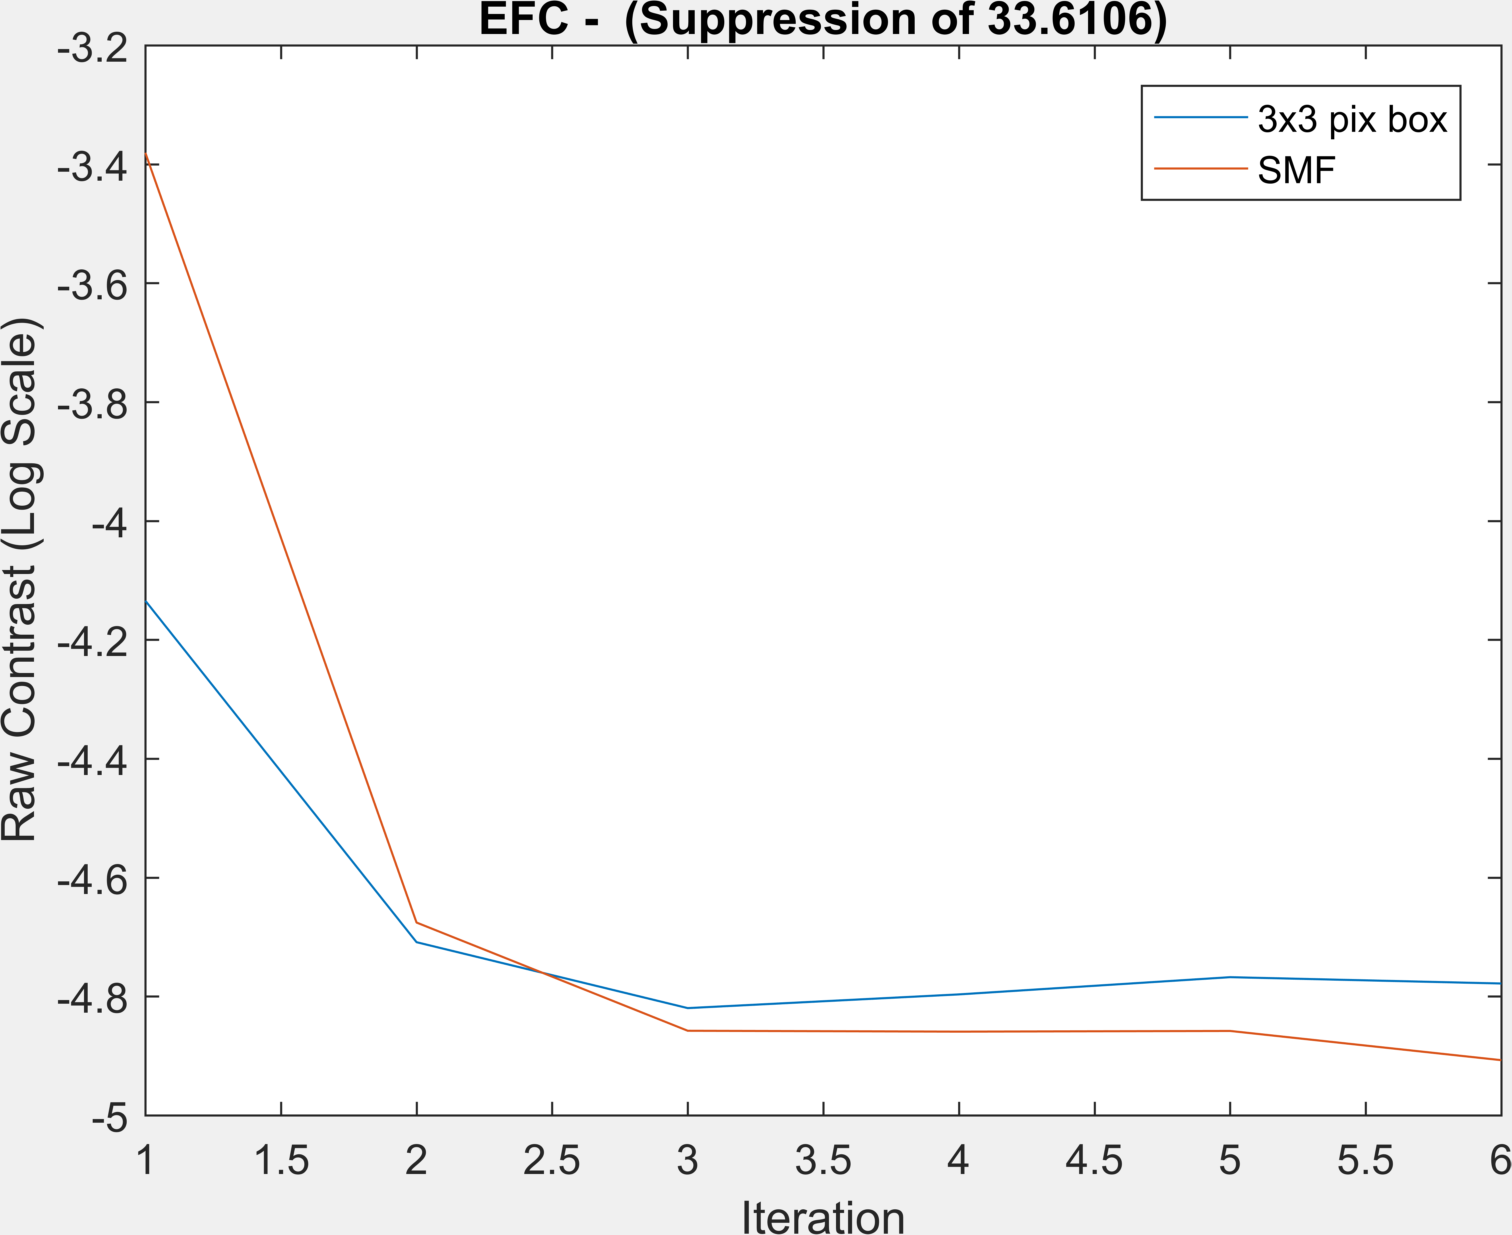 EFC -  (Suppression of 33.6106)
-3.2
-3.4
-3.6
-3.8
-4
-4.2
-4.4
-4.6
-4.8
-5
Raw Contrast (Log Scale)
3x3 pix box
SMF
1 1.5 2 2.5 3 3.5 4 4.5 5 5.5 6
Iteration